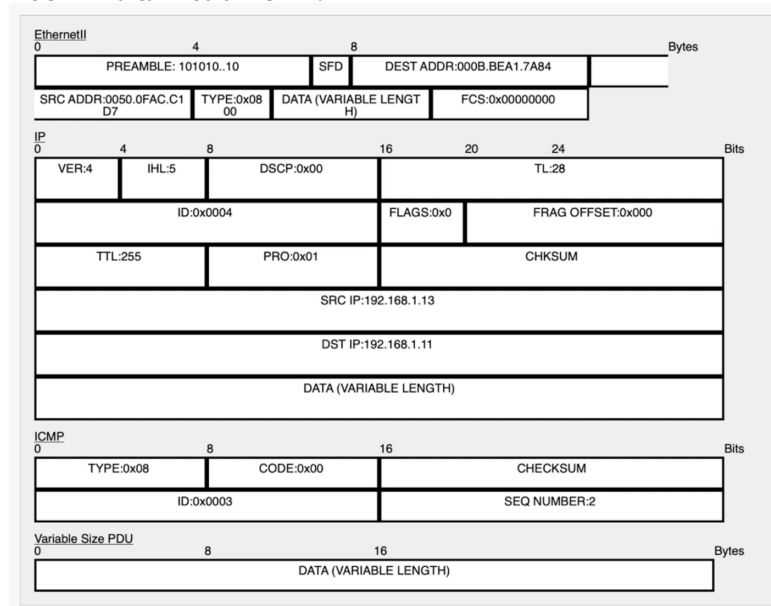 EthernetII
0 4 8 Bytes
PREAMBLE: 101010..10 SFD DEST ADDR:000B.BEA1.7A84
SRC ADDR:0050.0FAC.C1 TYPE:0x08 DATA (VARIABLE LENGT FCS:0x00000000
D7 00 H)
IP
0 4 8 16 20 24 Bits
VER:4 IHL:5 DSCP:0x00 TL:28
ID:0x0004 FLAGS:0x0 FRAG OFFSET:0x000
TTL:255 PRO:0x01 CHKSUM
SRC IP:192.168.1.13
DST IP:192.168.1.11
DATA (VARIABLE LENGTH)
ICMP
0 8 16 Bits
TYPE:0x08 CODE:0x00 CHECKSUM
ID:0x0003 SEQ NUMBER:2
Variable Size PDU
0 8 16 Bytes
DATA (VARIABLE LENGTH)